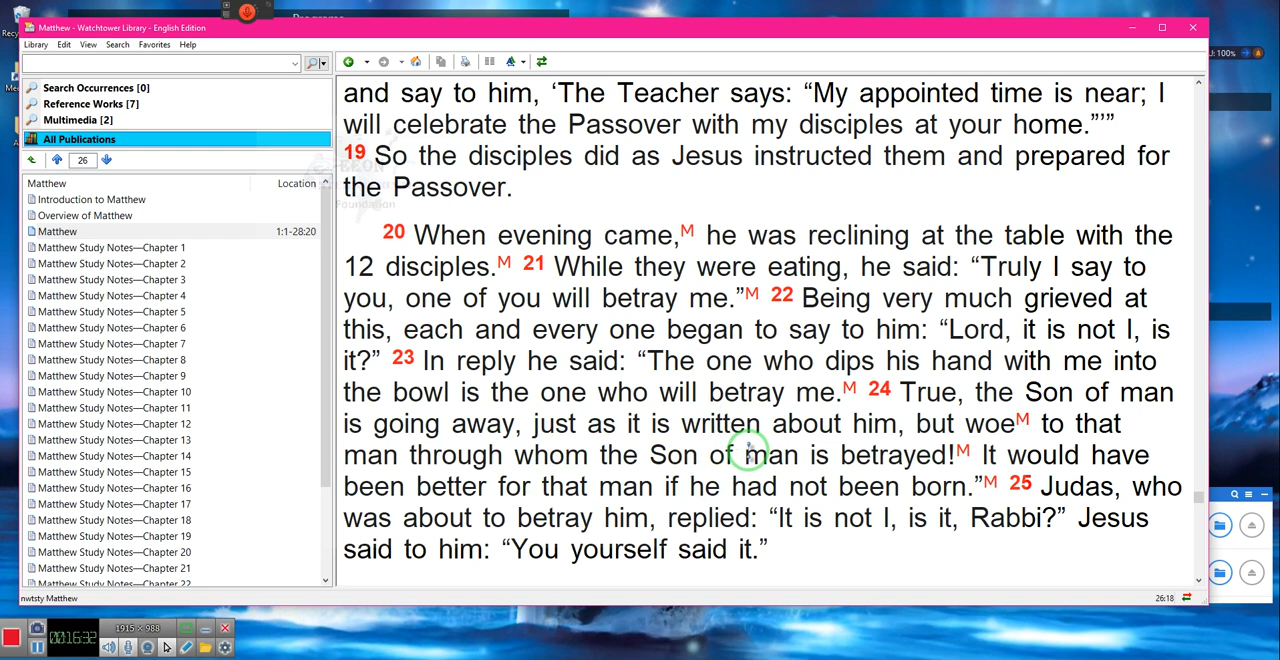 Matthew - Watchtower Library - English Edition
Library Edit View Search Favorites Help
Search Occurrences [0]
Reference Works [7]
Multimedia [2]
All Publications
26
Matthew Location
Introduction to Matthew
Overview of Matthew
Matthew 1:1-28:20
Matthew Study Notes—Chapter 1
Matthew Study Notes—Chapter 2
Matthew Study Notes—Chapter 3
Matthew Study Notes—Chapter 4
Matthew Study Notes—Chapter 5
Matthew Study Notes—Chapter 6
Matthew Study Notes—Chapter 7
Matthew Study Notes—Chapter 8
Matthew Study Notes—Chapter 9
Matthew Study Notes—Chapter 10
Matthew Study Notes—Chapter 11
Matthew Study Notes—Chapter 12
Matthew Study Notes—Chapter 13
Matthew Study Notes—Chapter 14
Matthew Study Notes—Chapter 15
Matthew Study Notes—Chapter 16
Matthew Study Notes—Chapter 17
Matthew Study Notes—Chapter 18
Matthew Study Notes—Chapter 19
Matthew Study Notes—Chapter 20
Matthew Study Notes—Chapter 21
Matthew Study Notes—Chapter 22
and say to him, ‘The Teacher says: “My appointed time is near; I
will celebrate the Passover with my disciples at your home.”’”
19 So the disciples did as Jesus instructed them and prepared for
the Passover.
20 When evening came,M he was reclining at the table with the
12 disciples.M 21 While they were eating, he said: “Truly I say to
you, one of you will betray me.”M 22 Being very much grieved at
this, each and every one began to say to him: “Lord, it is not I, is
it?” 23 In reply he said: “The one who dips his hand with me into
the bowl is the one who will betray me.M 24 True, the Son of man
is going away, just as it is written about him, but woeM to that
man through whom the Son of man is betrayed!M It would have
been better for that man if he had not been born.”M 25 Judas, who
was about to betray him, replied: “It is not I, is it, Rabbi?” Jesus
said to him: “You yourself said it.”
Foundation
nwtsty Matthew
26:18
: 100%
00:16:32
1915 × 988